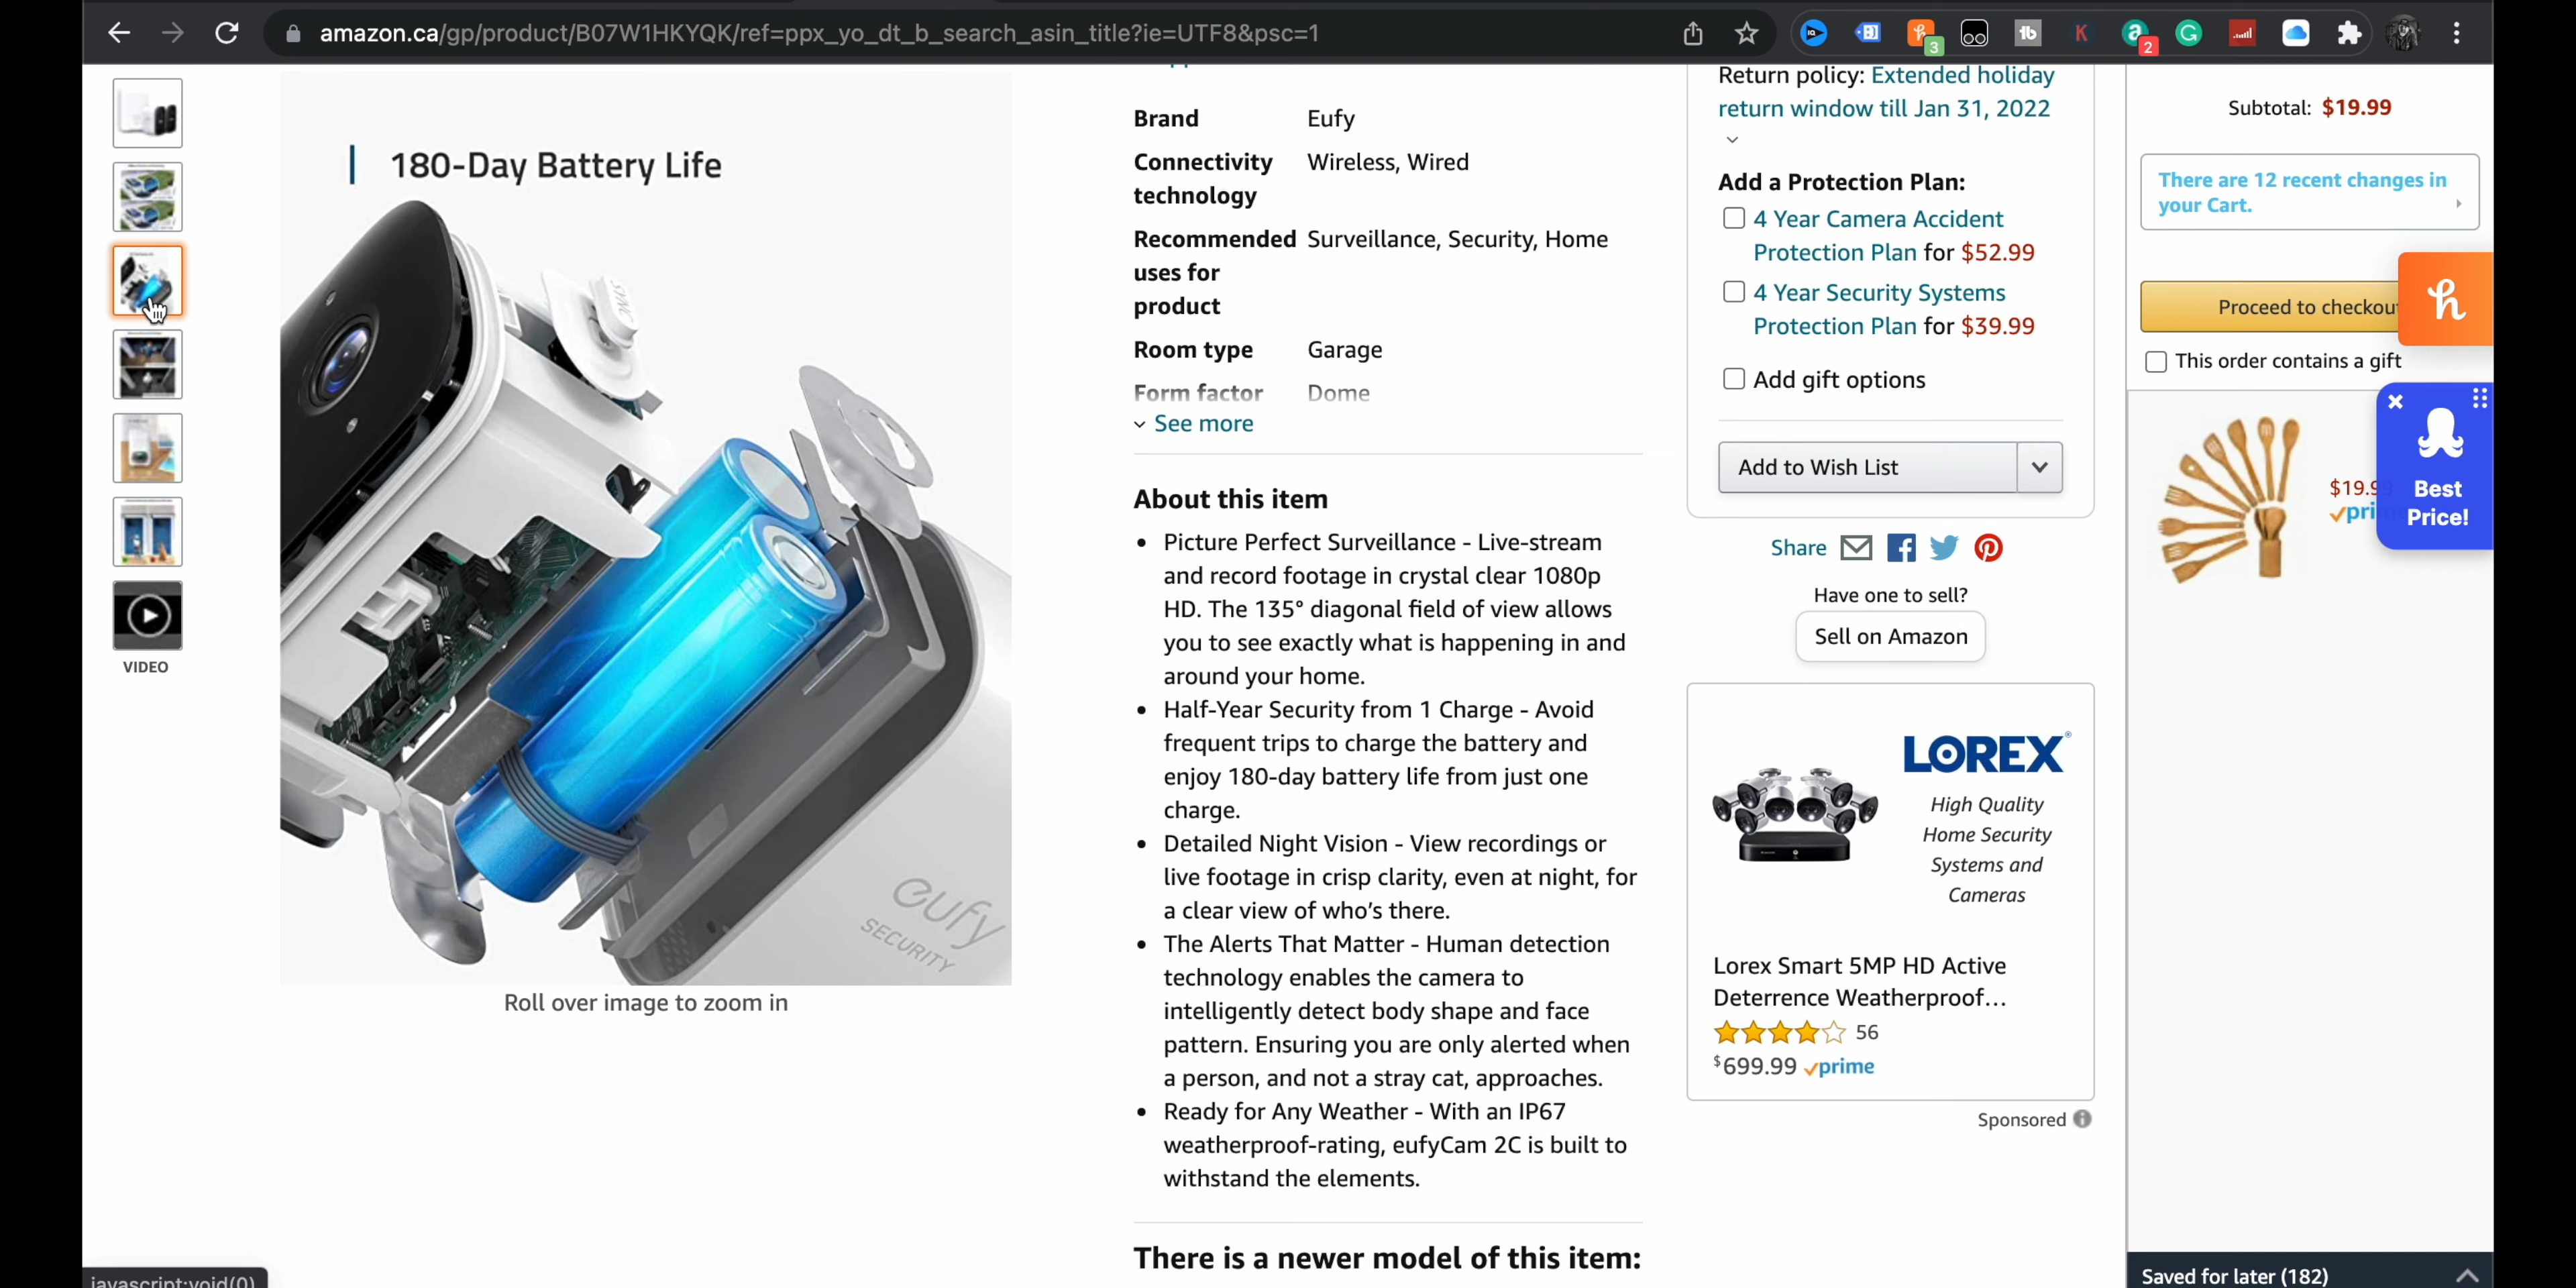 amazon.ca/gp/product/B07W1HKYQK/ref=ppx_yo_dt_b_search_asin_title?ie=UTF8&psc=1
3
2
VIDEO
180-Day Battery Life
SYNC
eufy
SECURITY
Roll over image to zoom in
Brand Eufy
Connectivity Wireless, Wired
technology
Recommended Surveillance, Security, Home
uses for
product
Room type Garage
Form factor Dome
See more
About this item
• Picture Perfect Surveillance - Live-stream
and record footage in crystal clear 1080p
HD. The 135° diagonal field of view allows
you to see exactly what is happening in and
around your home.
• Half-Year Security from 1 Charge - Avoid
frequent trips to charge the battery and
enjoy 180-day battery life from just one
charge.
• Detailed Night Vision - View recordings or
live footage in crisp clarity, even at night, for
a clear view of who's there.
• The Alerts That Matter - Human detection
technology enables the camera to
intelligently detect body shape and face
pattern. Ensuring you are only alerted when
a person, and not a stray cat, approaches.
• Ready for Any Weather - With an IP67
weatherproof-rating, eufyCam 2C is built to
withstand the elements.
There is a newer model of this item:
Return policy: Extended holiday
return window till Jan 31, 2022
Add a Protection Plan:
4 Year Camera Accident
Protection Plan for $52.99
4 Year Security Systems
Protection Plan for $39.99
Add gift options
Add to Wish List
Share
Have one to sell?
Sell on Amazon
LOREX®
High Quality
Home Security
Systems and
Cameras
Lorex Smart 5MP HD Active
Deterrence Weatherproof...
56
$699.99 prime
Sponsored
Subtotal: $19.99
There are 12 recent changes in
your Cart.
Proceed to checkou
h
This order contains a gift
$19.99
pri
Best
Price!
Saved for later (182)
javascript:void(0)